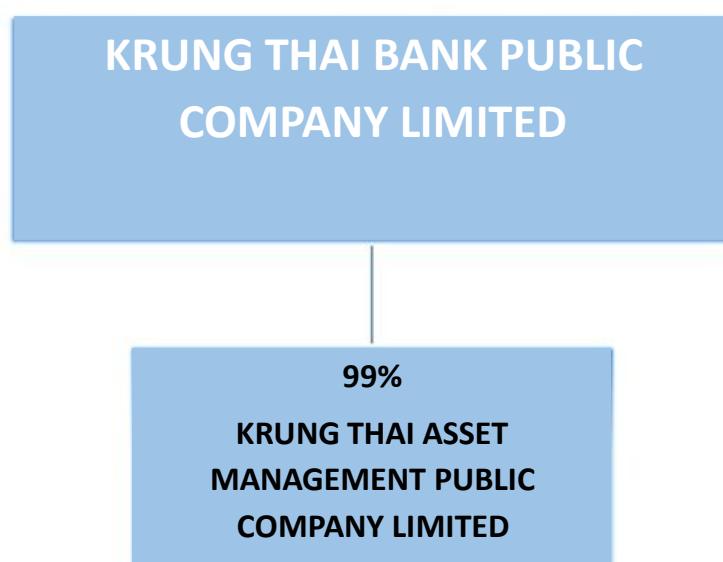 KRUNG THAI BANK PUBLIC
COMPANY LIMITED
99%
KRUNG THAI ASSET
MANAGEMENT PUBLIC
COMPANY LIMITED